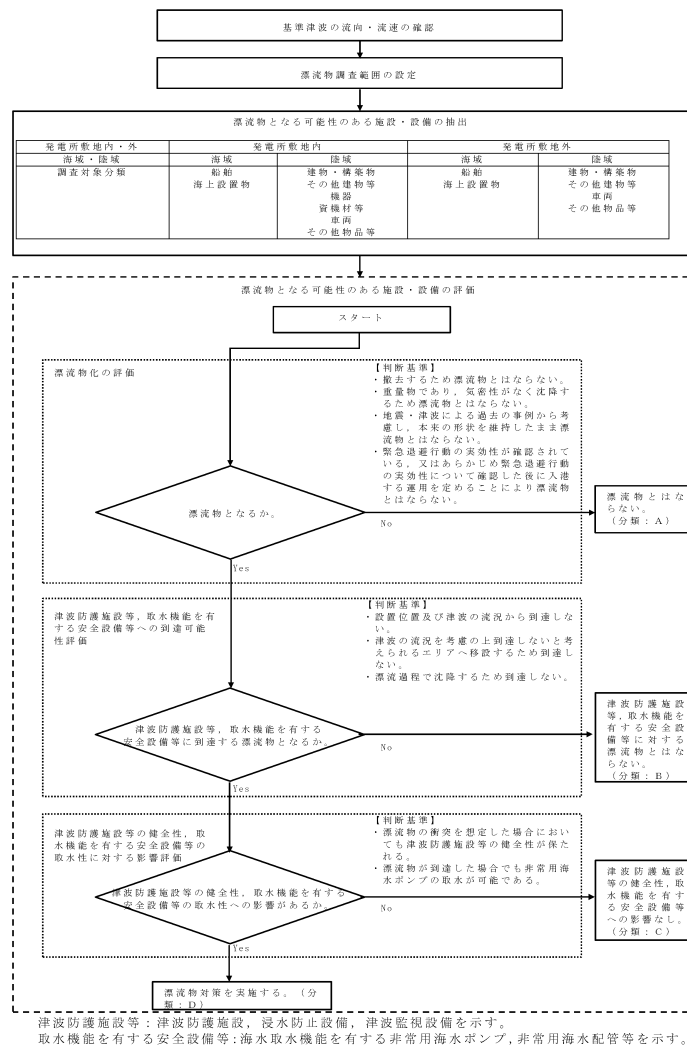 基準津波の流向・流速の確認
漂流物調査範囲の設定
漂流物となる可能性のある施設・設備の抽出
発電所敷地内・外 発電所敷地内 発電所敷地外
海域・陸域 海域 陸域 海域 陸域
調査対象分類 船舶 建物・構築物 船舶 建物・構築物
海上設置物 その他建物等 海上設置物 その他建物等
機器 車両
資機材等 その他物品等
車両
その他物品等
漂流物となる可能性のある施設・設備の評価
スタート
漂流物化の評価
【判断基準】
・撤去するため漂流物とはならない。
・重量物であり,気密性がなく沈降す
るため漂流物とはならない。
・地震・津波による過去の事例から考
慮し,本来の形状を維持したまま漂
流物とはならない。
・緊急退避行動の実効性が確認されて
いる,又はあらかじめ緊急退避行動
の実効性について確認した後に入港
する運用を定めることにより漂流物
とはならない。
漂流物となるか。
No
漂流物とはな
らない。
(分類:A)
Yes
津波防護施設等,取水機能を有
する安全設備等への到達可能
性評価
【判断基準】
・設置位置及び津波の流況から到達しな
い。
・津波の流況を考慮の上到達しないと考
えられるエリアへ移設するため到達し
ない。
・漂流過程で沈降するため到達しない。
津波防護施設等,取水機能を有する
安全設備等に到達する漂流物となるか。
No
津波防護施設
等,取水機能を
有する安全設
備等に対する
漂流物とはな
らない。
(分類:B)
Yes
津波防護施設等の健全性,取
水機能を有する安全設備等の
取水性に対する影響評価
【判断基準】
・漂流物の衝突を想定した場合におい
ても津波防護施設等の健全性が保た
れる。
・漂流物が到達した場合でも非常用海
水ポンプの取水が可能である。
津波防護施設等の健全性,取水機能を有する
安全設備等の取水性への影響があるか。
No
津波防護施設
等の健全性,取
水機能を有す
る安全設備等
への影響なし。
(分類:C)
Yes
漂流物対策を実施する。(分
類:D)
津波防護施設等:津波防護施設,浸水防止設備,津波監視設備を示す。
取水機能を有する安全設備等:海水取水機能を有する非常用海水ポンプ,非常用海水配管等を示す。